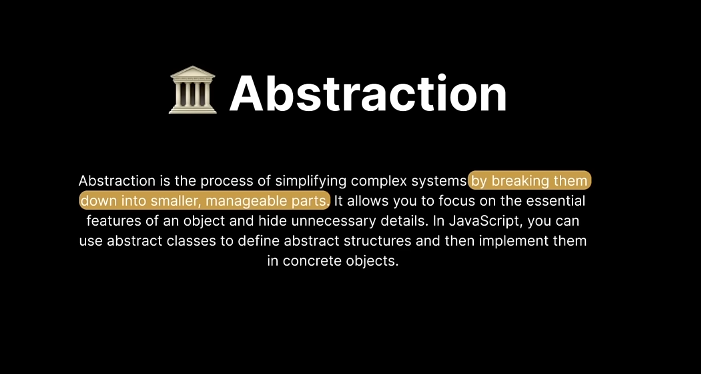 Abstraction
Abstraction is the process of simplifying complex systems by breaking them
down into smaller, manageable parts. It allows you to focus on the essential
features of an object and hide unnecessary details. In JavaScript, you can
use abstract classes to define abstract structures and then implement them
in concrete objects.